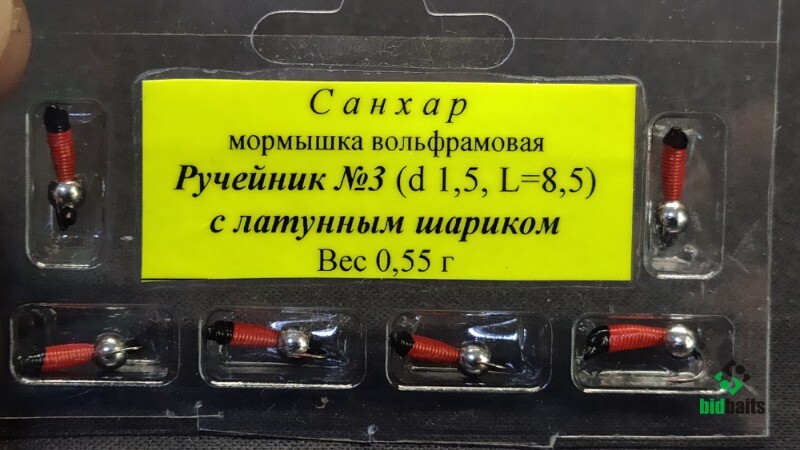 Санхар
мормышка вольфрамовая
Ручейник №3 (d 1,5, L=8,5)
с латунным шариком
Вес 0,55 г
bidbaits